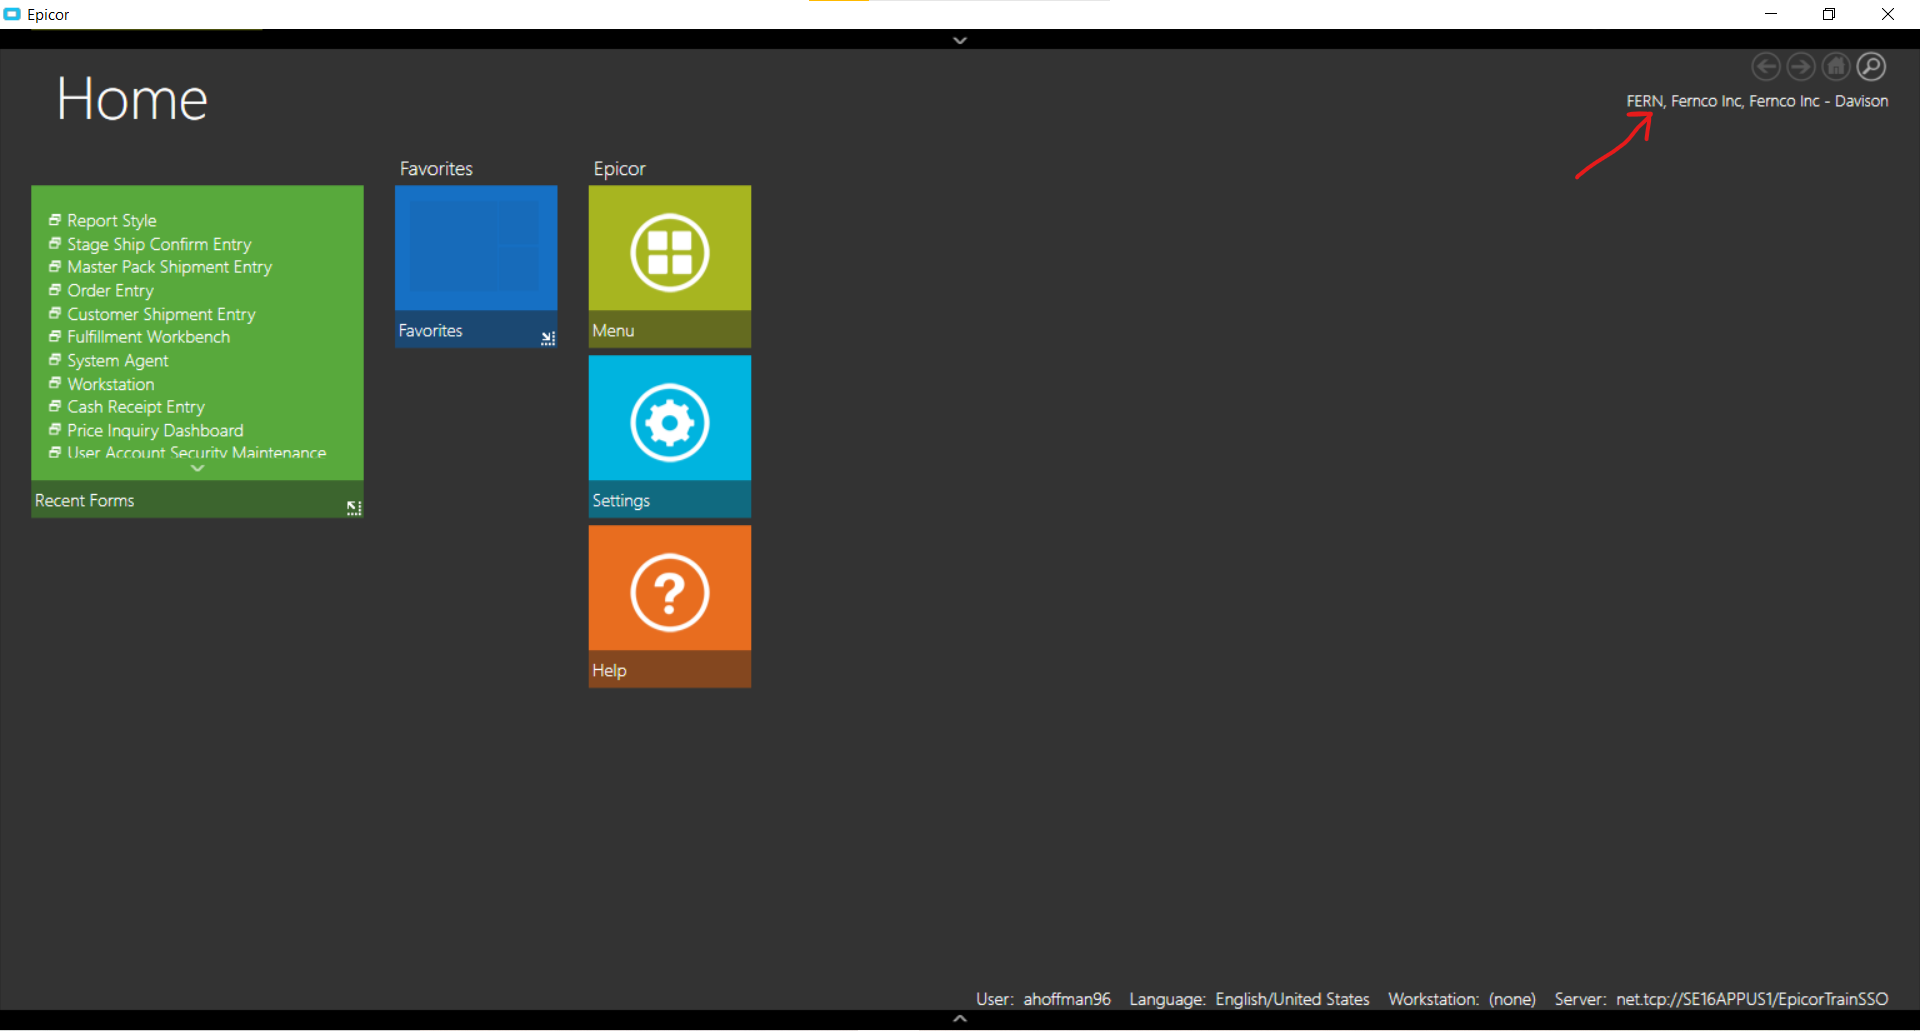 Epicor
Home
FERN, Fernco Inc, Fernco Inc - Davison
Favorites
Epicor
Report Style
Stage Ship Confirm Entry
Master Pack Shipment Entry
Order Entry
Customer Shipment Entry
Fulfillment Workbench
System Agent
Workstation
Cash Receipt Entry
Price Inquiry Dashboard
User Account Security Maintenance
Recent Forms
Favorites
Menu
Settings
Help
User: ahoffman96 Language: English/United States Workstation: (none) Server: net.tcp://SE16APPUS1/EpicorTrainSSO